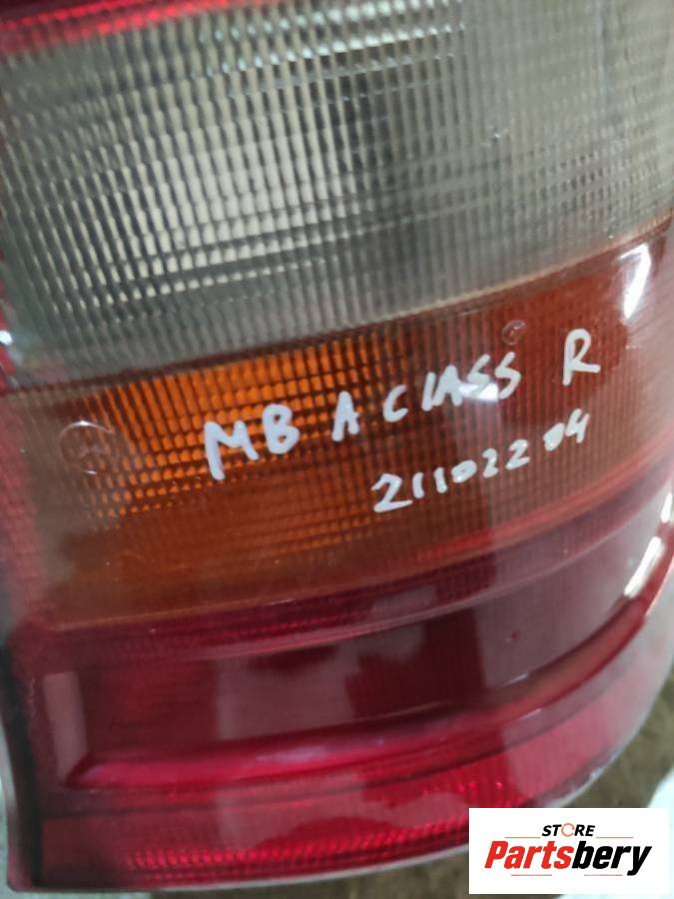 MB A CLASS R
21102204
STORE
Partsbery